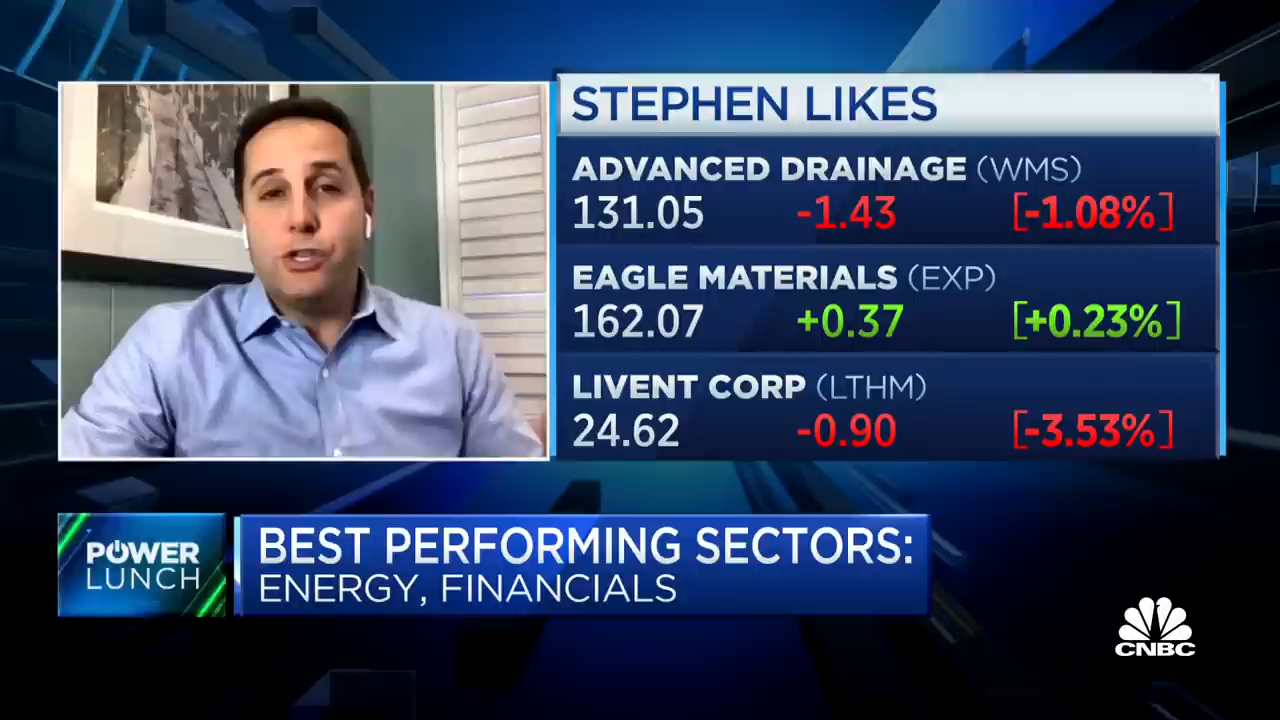 STEPHEN LIKES
ADVANCED DRAINAGE (WMS)
131.05 -1.43 [-1.08%]
EAGLE MATERIALS (EXP)
162.07 +0.37 [+0.23%]
LIVENT CORP (LTHM)
24.62 -0.90 [-3.53%]
POWER
LUNCH
BEST PERFORMING SECTORS:
ENERGY, FINANCIALS
CNBC